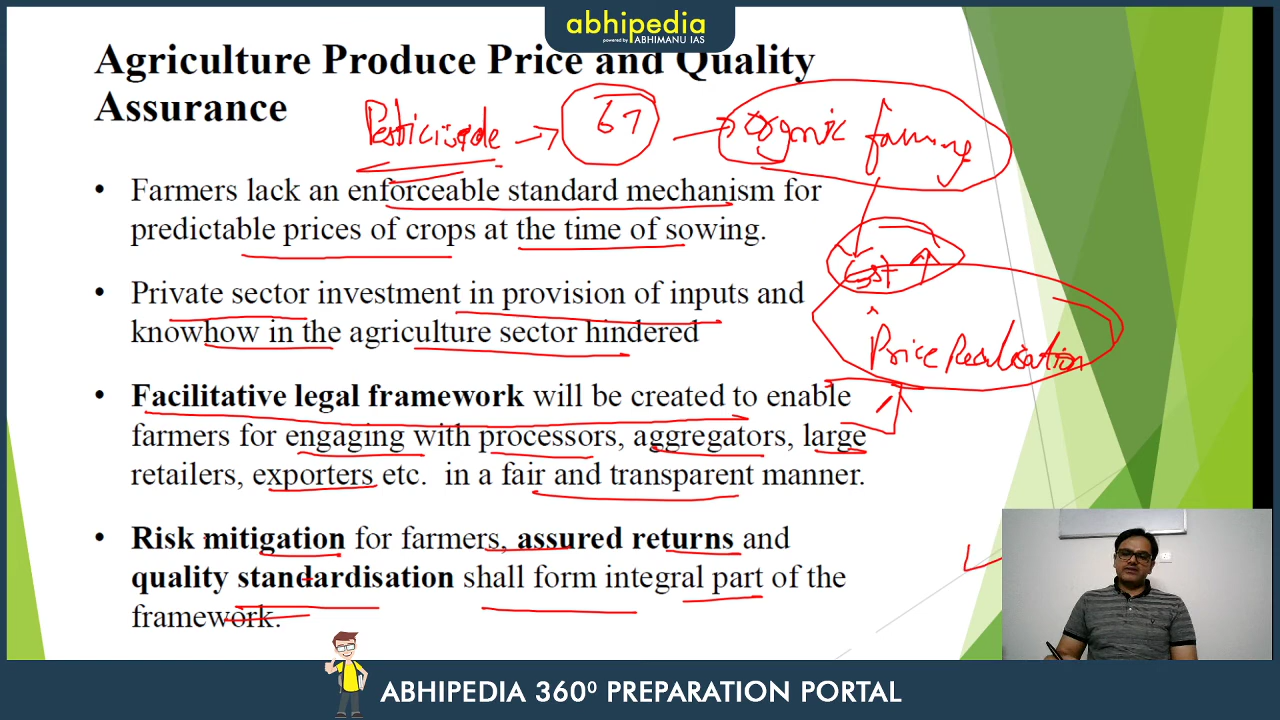 abhipedia
powered by ABHIMANU IAS
Agriculture Produce Price and Quality
Assurance
Pesticide → 67 → organic farming
• Farmers lack an enforceable standard mechanism for
predictable prices of crops at the time of sowing.
Cost ↑
• Private sector investment in provision of inputs and
knowhow in the agriculture sector hindered
Price Realisation
• Facilitative legal framework will be created to enable
farmers for engaging with processors, aggregators, large
retailers, exporters etc. in a fair and transparent manner.
• Risk mitigation for farmers, assured returns and
quality standardisation shall form integral part of the
framework.
ABHIPEDIA 360⁰ PREPARATION PORTAL